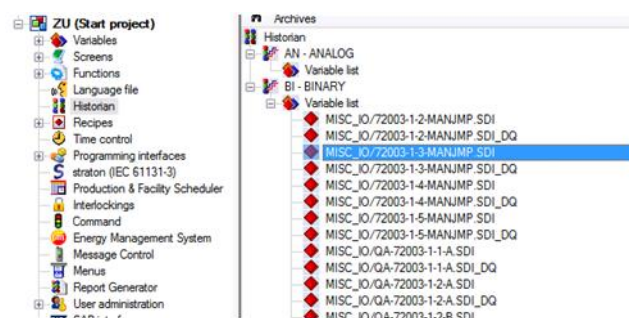 ZU (Start project)
Variables
Screens
Functions
Language file
Historian
Recipes
Time control
Programming interfaces
straton (IEC 61131-3)
Production & Facility Scheduler
Interlockings
Command
Energy Management System
Message Control
Menus
Report Generator
User administration
Archives
Historian
AN - ANALOG
Variable list
BI - BINARY
Variable list
MISC_IO/72003-1-2-MANJMP.SDI
MISC_IO/72003-1-2-MANJMP.SDI_DQ
MISC_IO/72003-1-3-MANJMP.SDI
MISC_IO/72003-1-3-MANJMP.SDI_DQ
MISC_IO/72003-1-4-MANJMP.SDI
MISC_IO/72003-1-4-MANJMP.SDI_DQ
MISC_IO/72003-1-5-MANJMP.SDI
MISC_IO/72003-1-5-MANJMP.SDI_DQ
MISC_IO/QA-72003-1-1-A.SDI
MISC_IO/QA-72003-1-1-A.SDI_DQ
MISC_IO/QA-72003-1-2-A.SDI
MISC_IO/QA-72003-1-2-A.SDI_DQ
MISC_IO/QA-72003-1-2-B.SDI